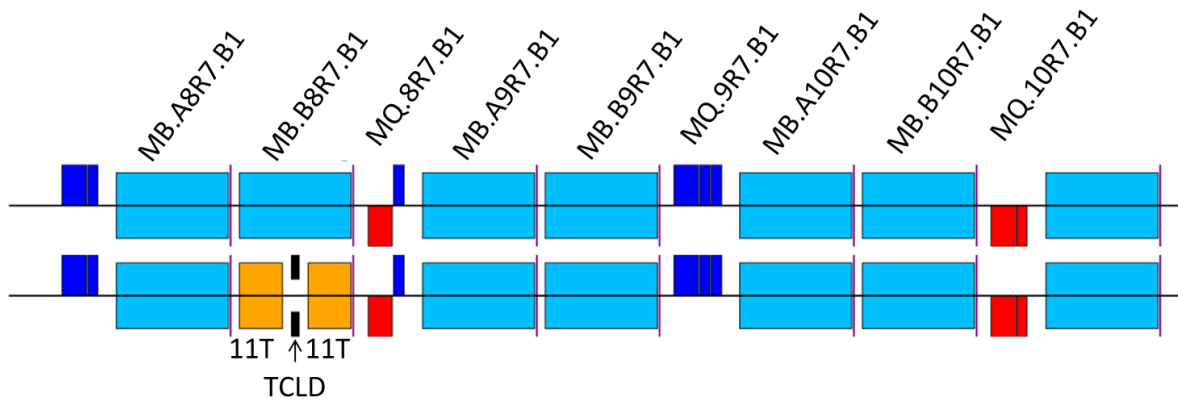 MB.A8R7.B1
MB.B8R7.B1
MQ.8R7.B1
MB.A9R7.B1
MB.B9R7.B1
MQ.9R7.B1
MB.A10R7.B1
MB.B10R7.B1
MQ.10R7.B1
11T
11T
TCLD